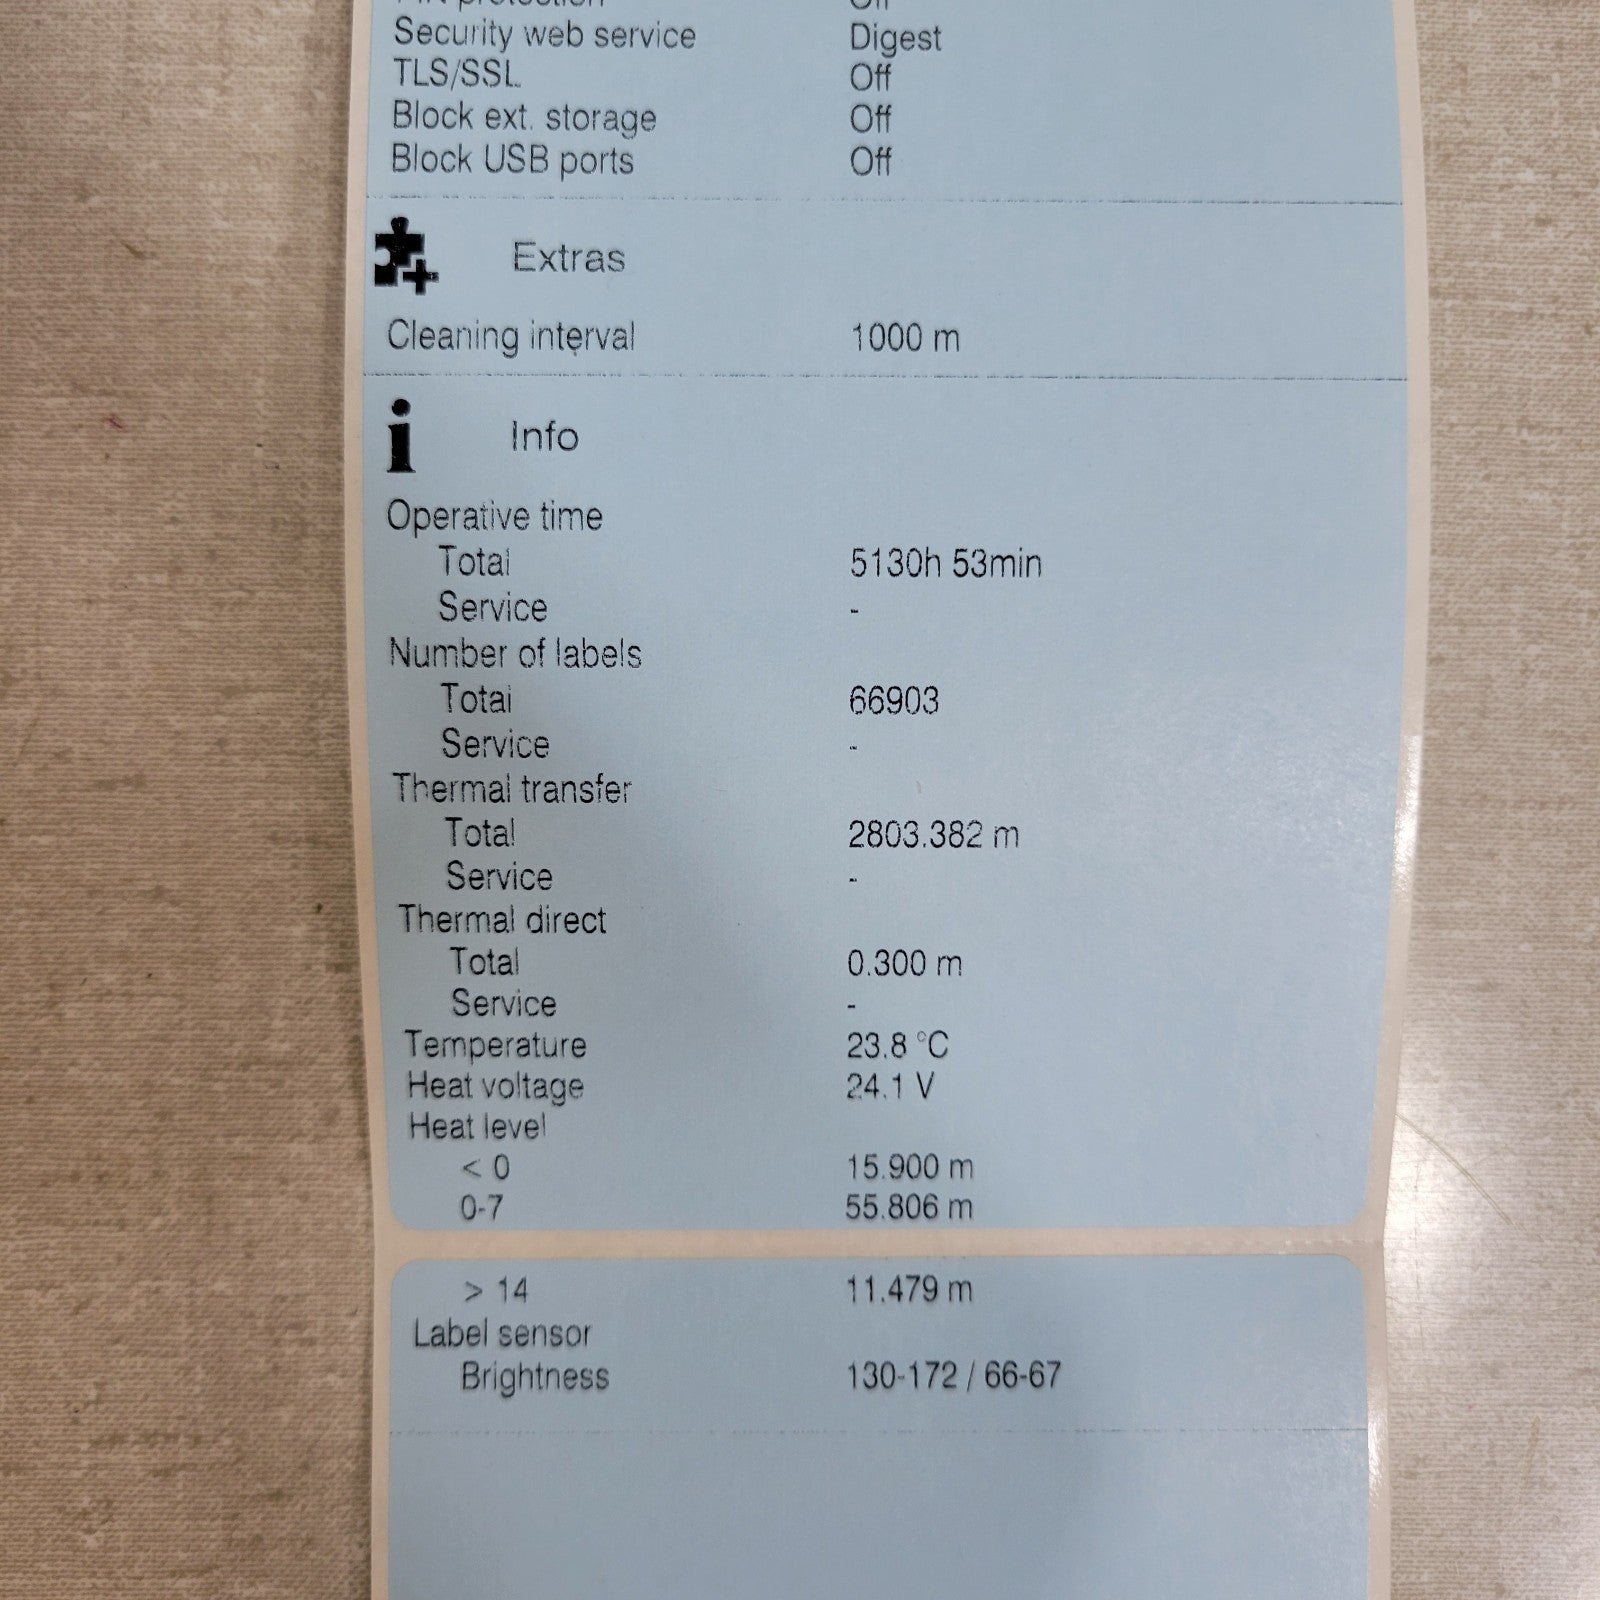 protection Off
Security web service Digest
TLS/SSL Off
Block ext. storage Off
Block USB ports Off
Extras
Cleaning interval 1000 m
i Info
Operative time
Total 5130h 53min
Service -
Number of labels
Total 66903
Service -
Thermal transfer
Total 2803.382 m
Service -
Thermal direct
Total 0.300 m
Service -
Temperature 23.8 °C
Heat voltage 24.1 V
Heat level
< 0 15.900 m
0-7 55.806 m
> 14 11.479 m
Label sensor
Brightness 130-172 / 66-67